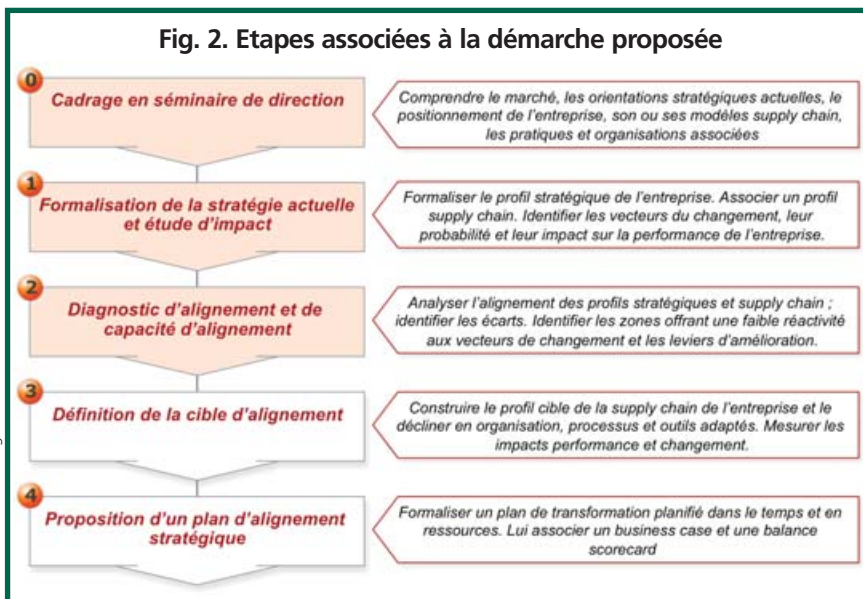 Fig. 2. Etapes associées à la démarche proposée
0
Cadrage en séminaire de direction
Comprendre le marché, les orientations stratégiques actuelles, le
positionnement de l'entreprise, son ou ses modèles supply chain,
les pratiques et organisations associées
1
Formalisation de la stratégie actuelle
et étude d'impact
Formaliser le profil stratégique de l'entreprise. Associer un profil
supply chain. Identifier les vecteurs du changement, leur
probabilité et leur impact sur la performance de l'entreprise.
2
Diagnostic d'alignement et de
capacité d'alignement
Analyser l'alignement des profils stratégiques et supply chain ;
identifier les écarts. Identifier les zones offrant une faible réactivité
aux vecteurs de changement et les leviers d'amélioration.
3
Définition de la cible d'alignement
Construire le profil cible de la supply chain de l'entreprise et le
décliner en organisation, processus et outils adaptés. Mesurer les
impacts performance et changement.
4
Proposition d'un plan d'alignement
stratégique
Formaliser un plan de transformation planifié dans le temps et en
ressources. Lui associer un business case et une balance
scorecard